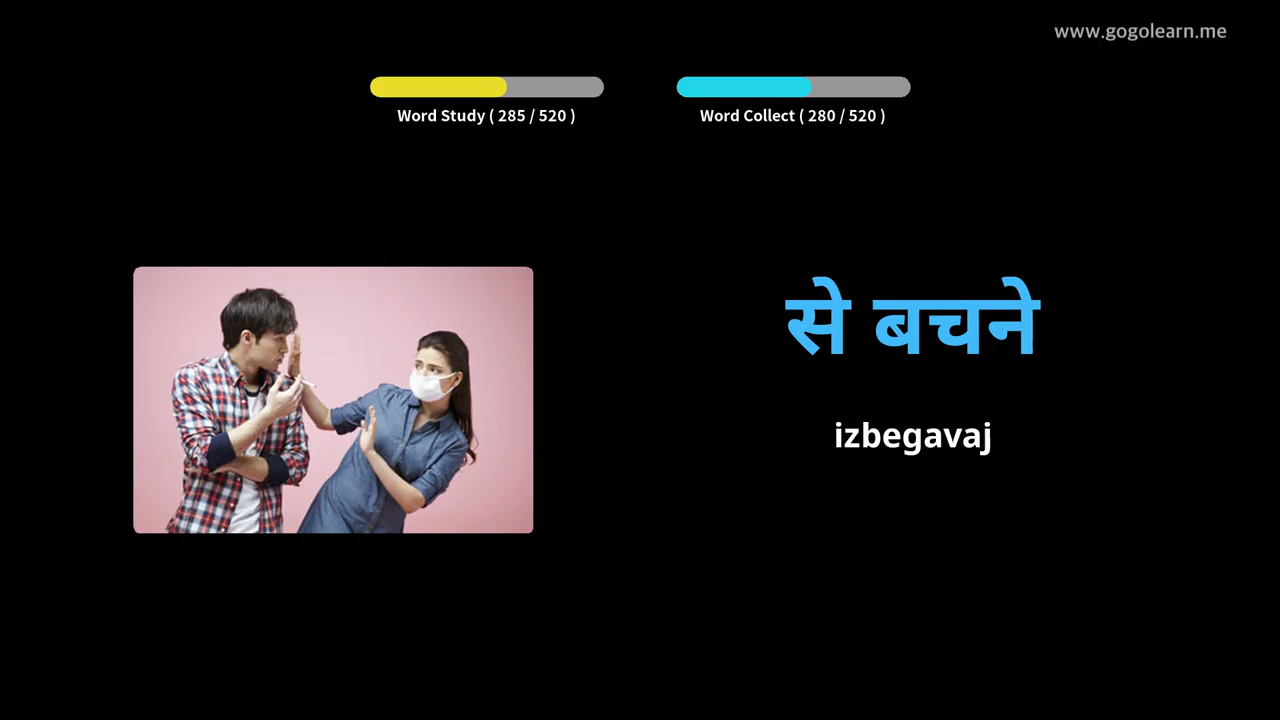 www.gogolearn.me
Word Study ( 285 / 520 )
Word Collect ( 280 / 520 )
से बचने
izbegavaj